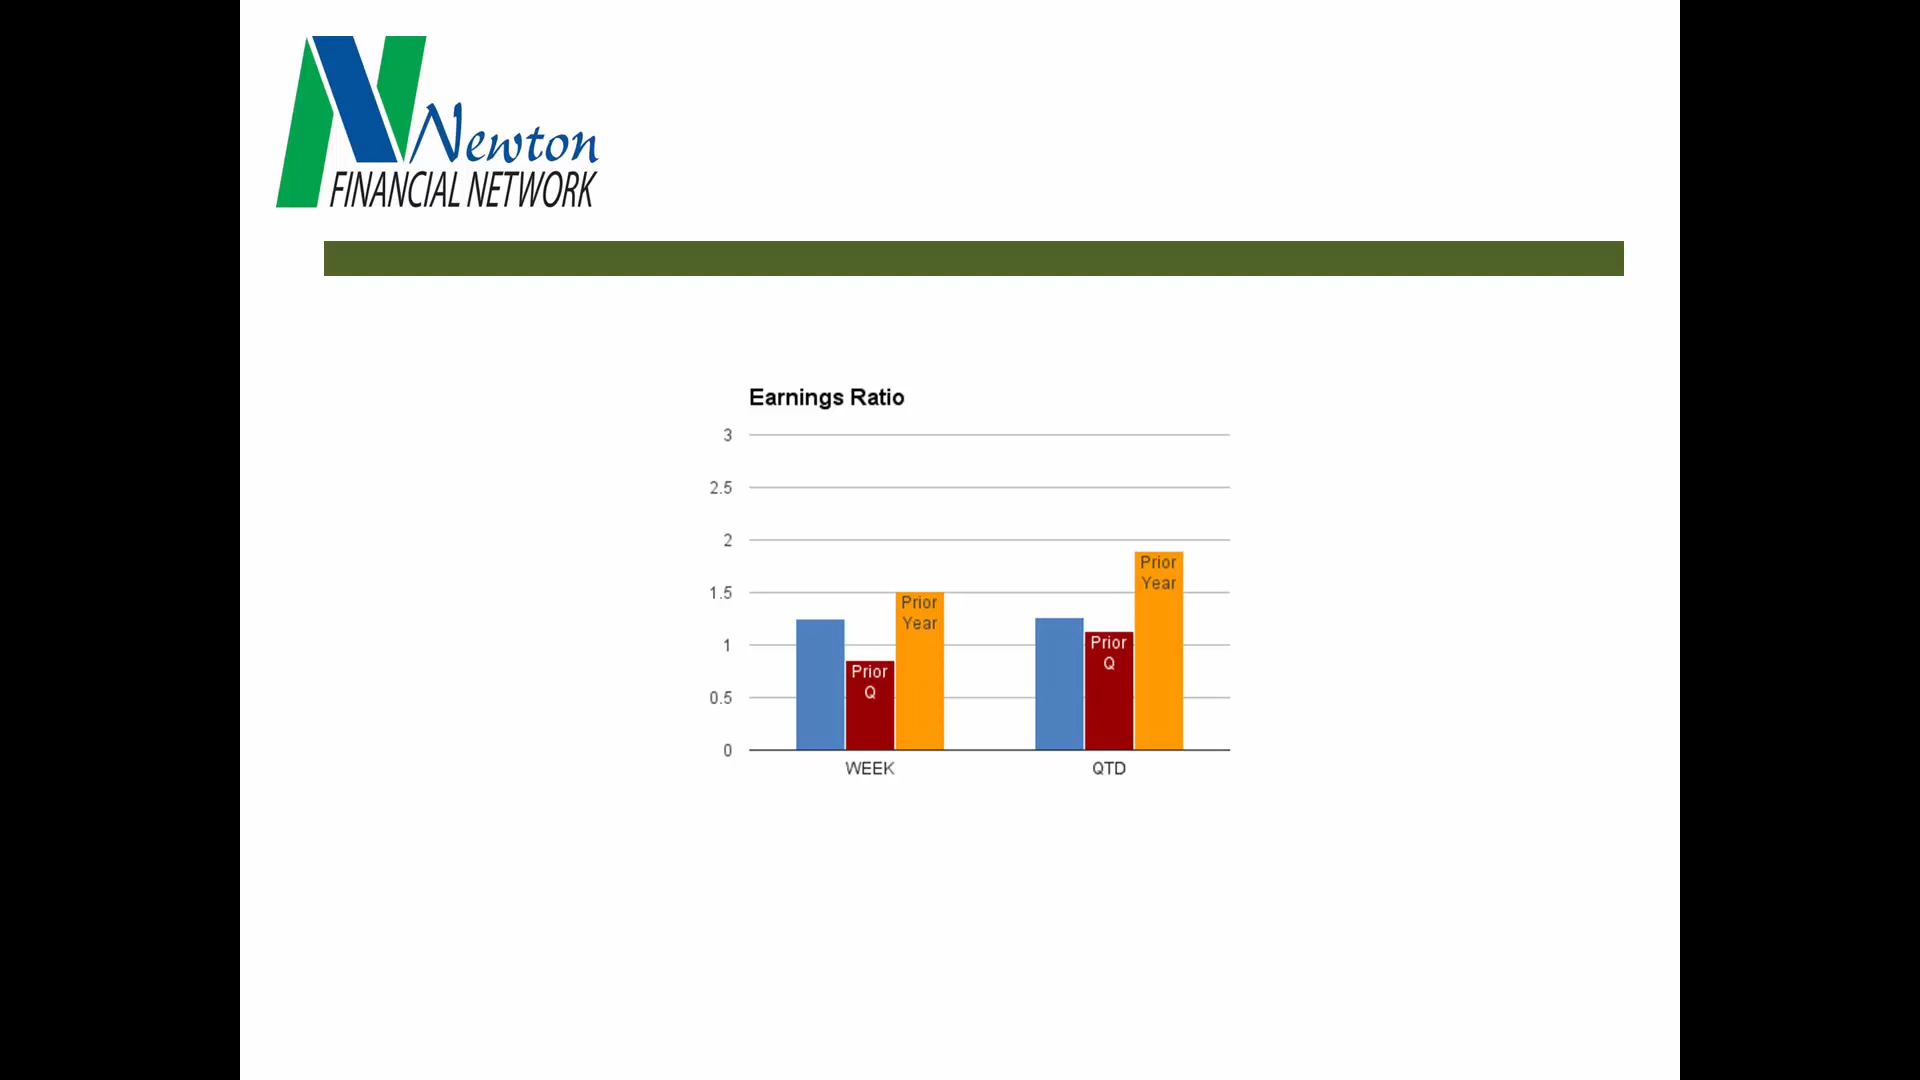 Newton
FINANCIAL NETWORK
Earnings Ratio
3
2.5
2
1.5
1
0.5
0
Prior
Q
Prior
Year
Prior
Q
Prior
Year
WEEK
QTD